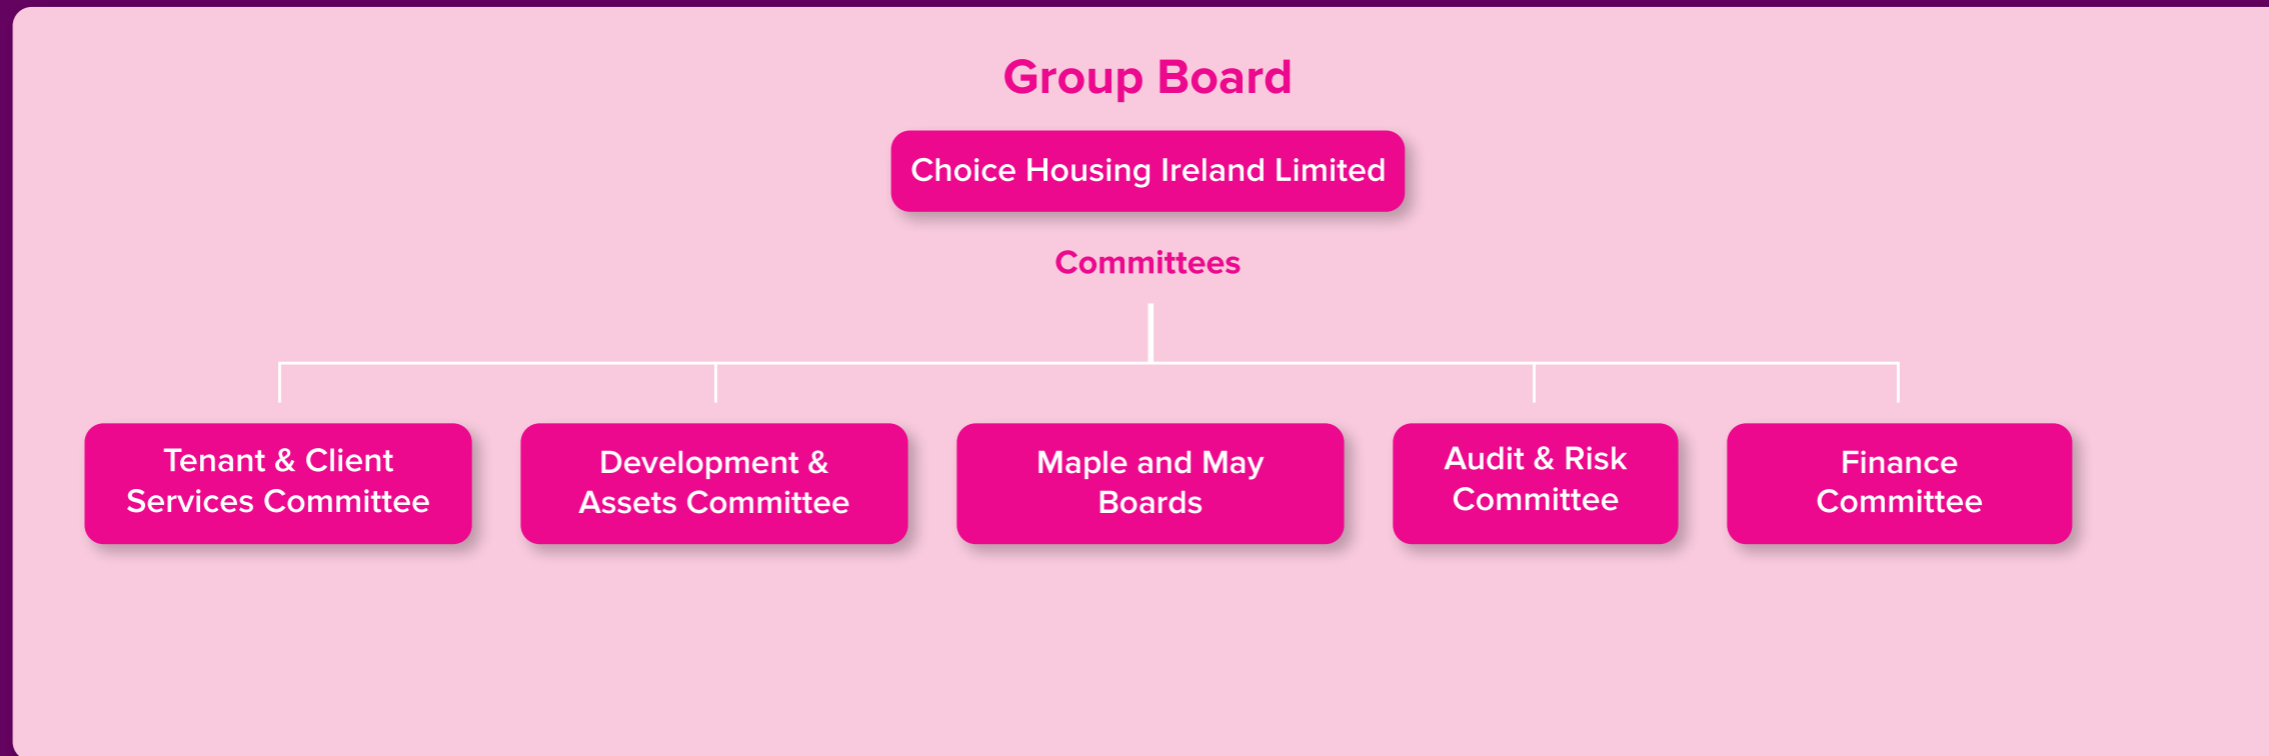 Group Board
Choice Housing Ireland Limited
Committees
Tenant & Client
Services Committee
Development &
Assets Committee
Maple and May
Boards
Audit & Risk
Committee
Finance
Committee